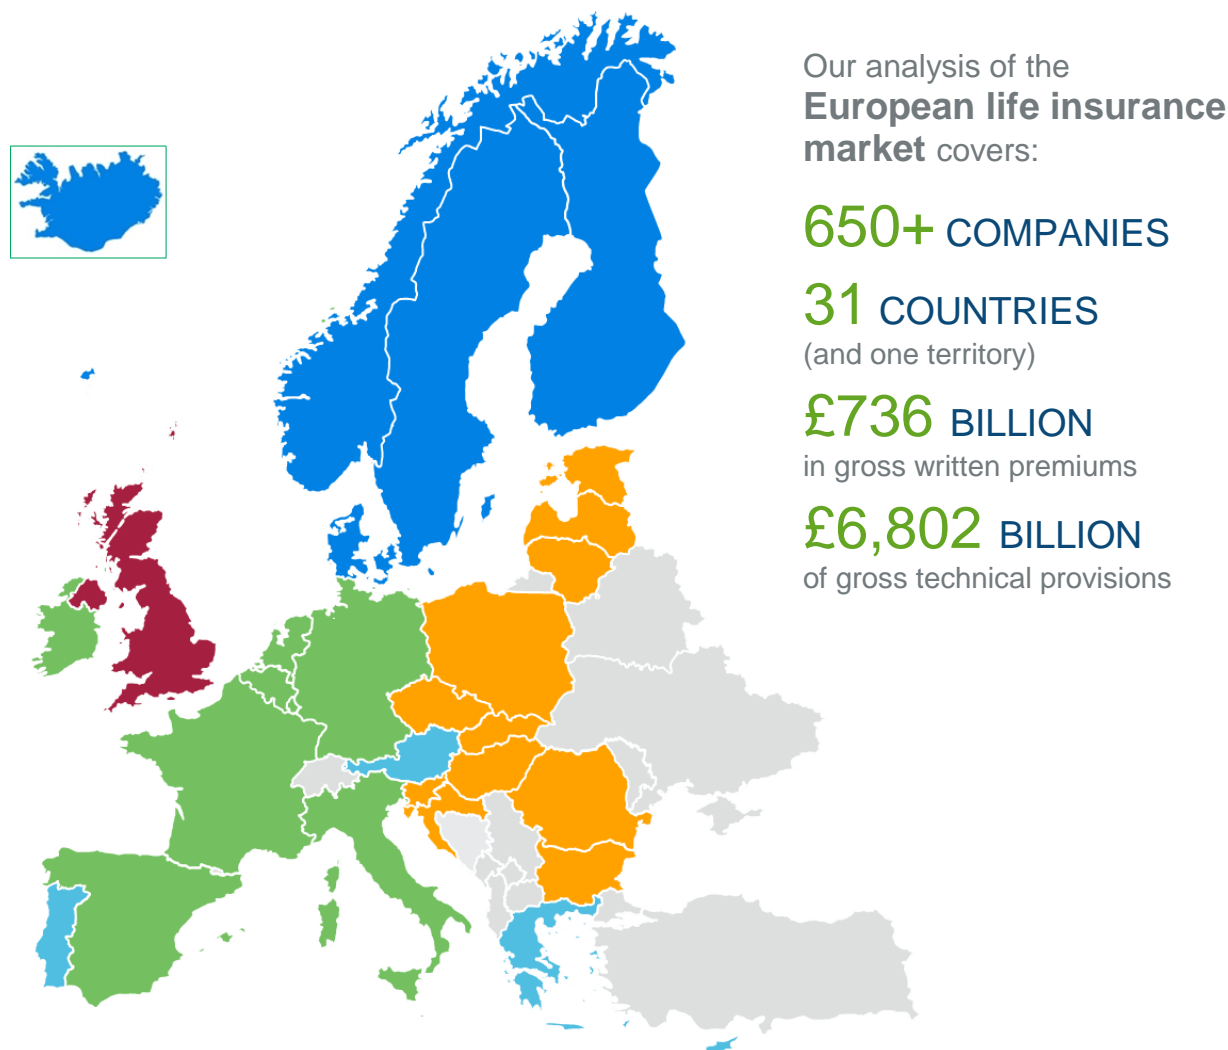 Our analysis of the
European life insurance
market covers:
650+ COMPANIES
31 COUNTRIES
(and one territory)
£736 BILLION
in gross written premiums
£6,802 BILLION
of gross technical provisions